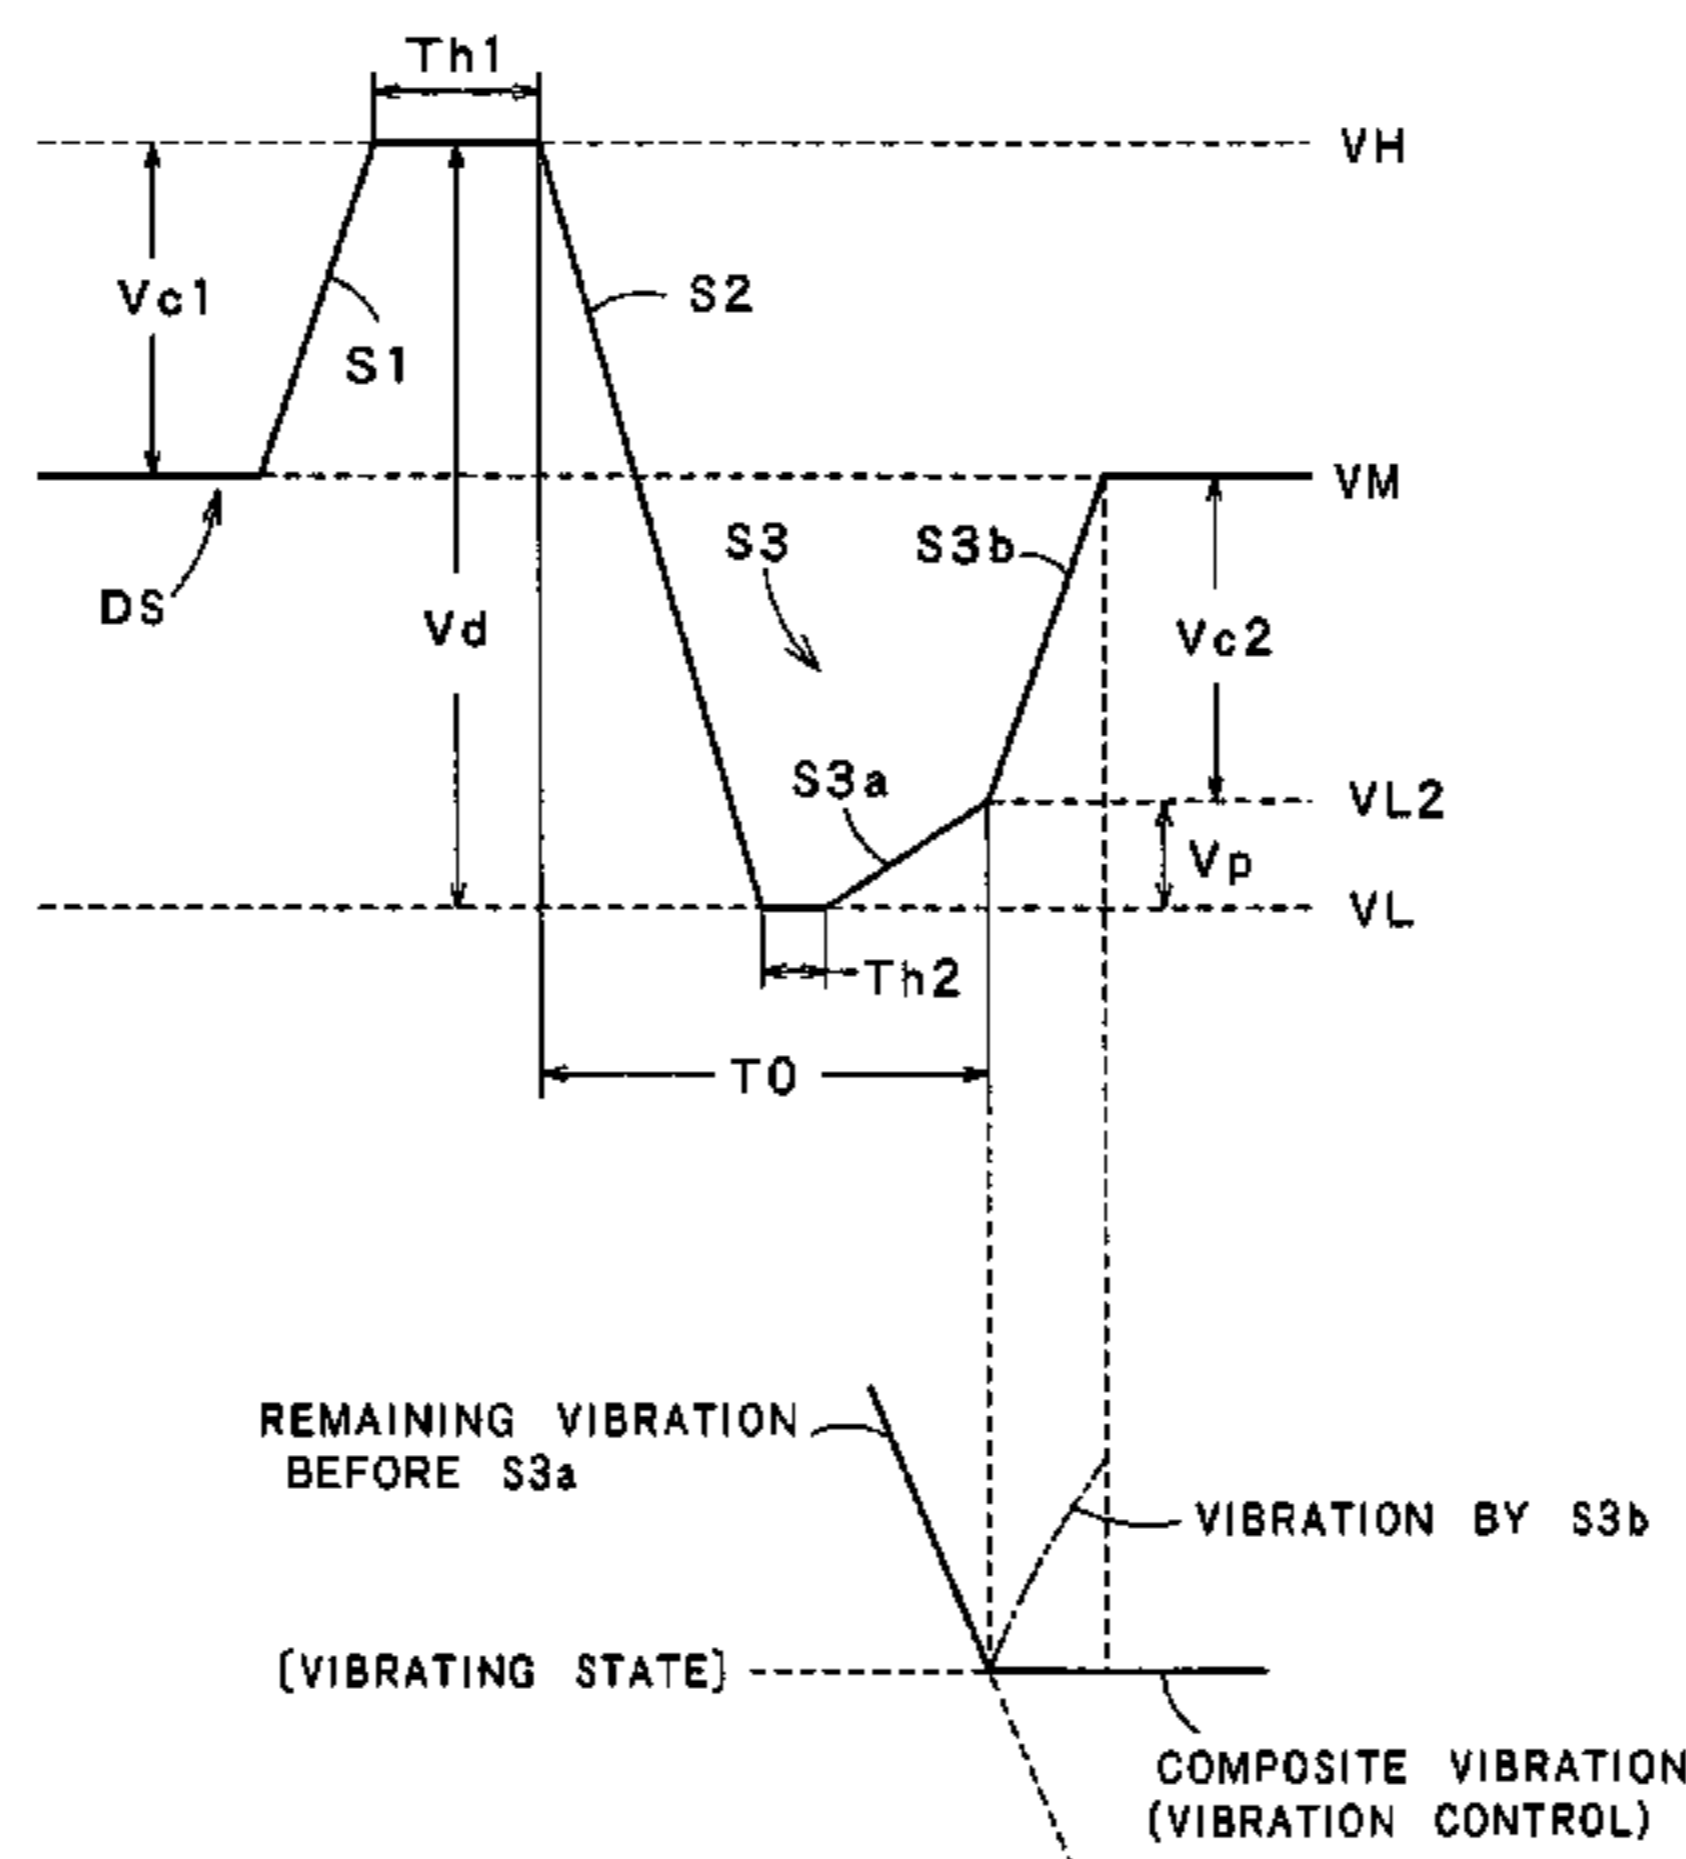 Th1
VH
Vc1
S2
S1
VM
S3
S3b
DS
Vd
Vc2
S3a
VL2
Vp
VL
Th2
T0
REMAINING VIBRATION
BEFORE S3a
VIBRATION BY S3b
(VIBRATING STATE)
COMPOSITE VIBRATION
(VIBRATION CONTROL)